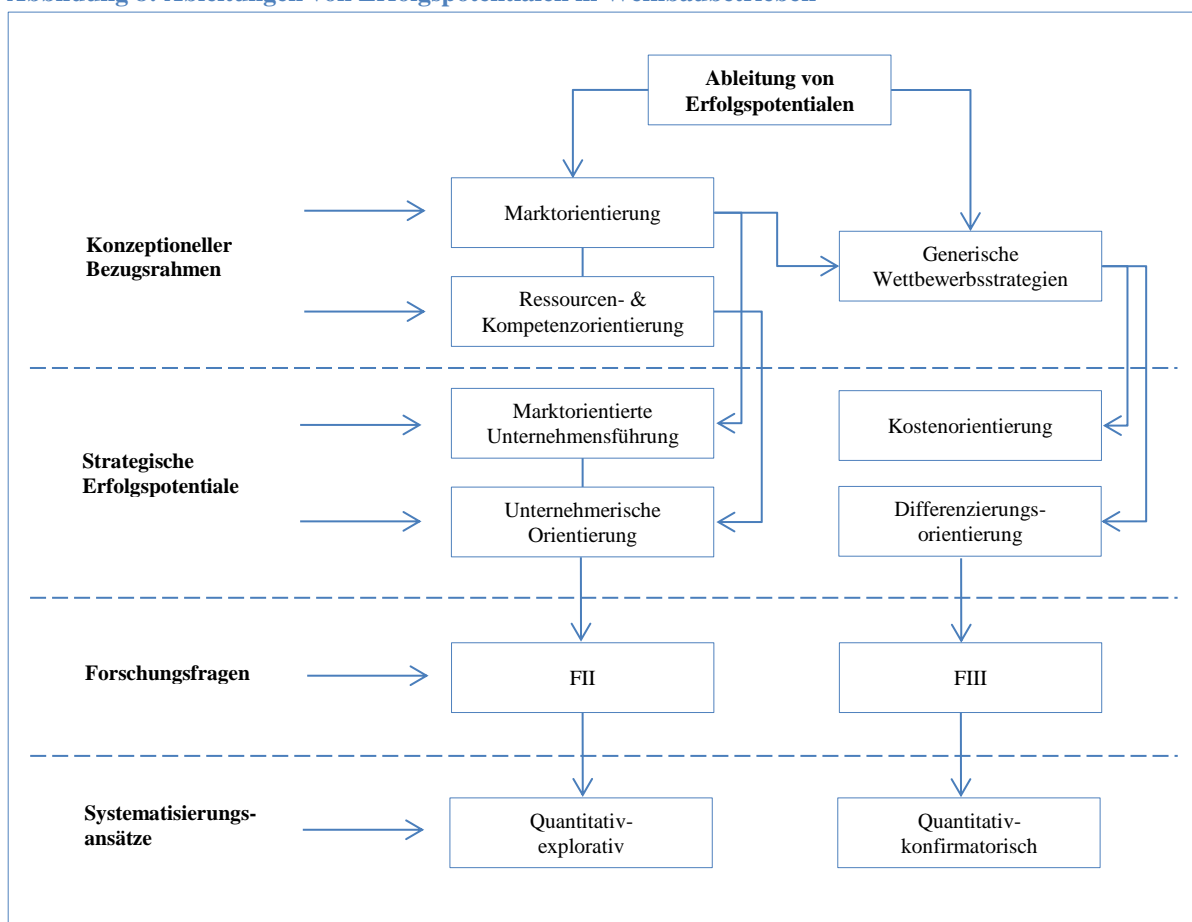 Ableitung von
Erfolgspotentialen
Konzeptioneller
Bezugsrahmen
Marktorientierung
Generische
Wettbewerbsstrategien
Ressourcen- &
Kompetenzorientierung
Strategische
Erfolgspotentiale
Marktorientierte
Unternehmensführung
Kostenorientierung
Unternehmerische
Orientierung
Differenzierungs-
orientierung
Forschungsfragen
FII
FIII
Systematisierungs-
ansätze
Quantitativ-
explorativ
Quantitativ-
konfirmatorisch